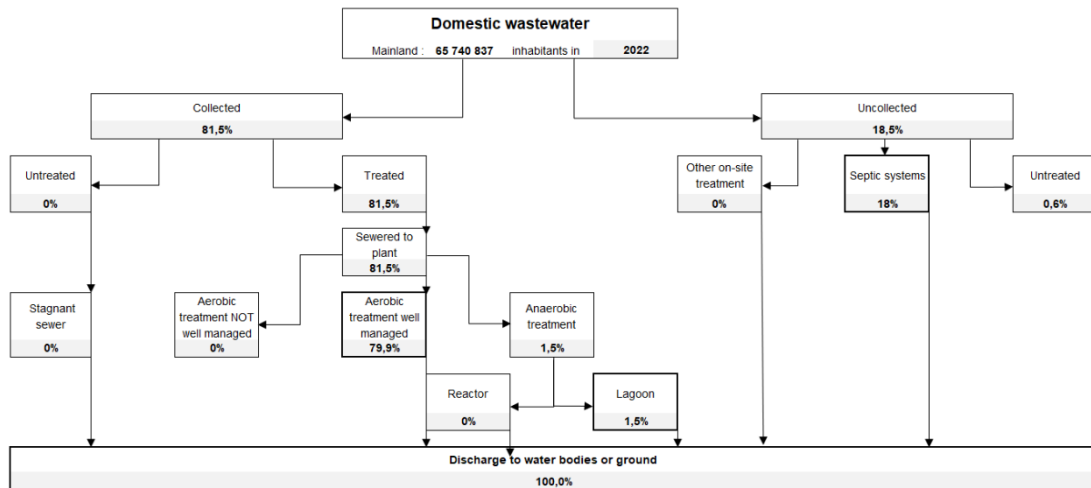 Domestic wastewater
Mainland : 65 740 837 inhabitants in 2022
Collected
81,5%
Uncollected
18,5%
Untreated
0%
Treated
81,5%
Other on-site
treatment
0%
Septic systems
18%
Untreated
0,6%
Sewered to
plant
81,5%
Stagnant
sewer
0%
Aerobic
treatment NOT
well managed
0%
Aerobic
treatment well
managed
79,9%
Anaerobic
treatment
1,5%
Reactor
0%
Lagoon
1,5%
Discharge to water bodies or ground
100,0%